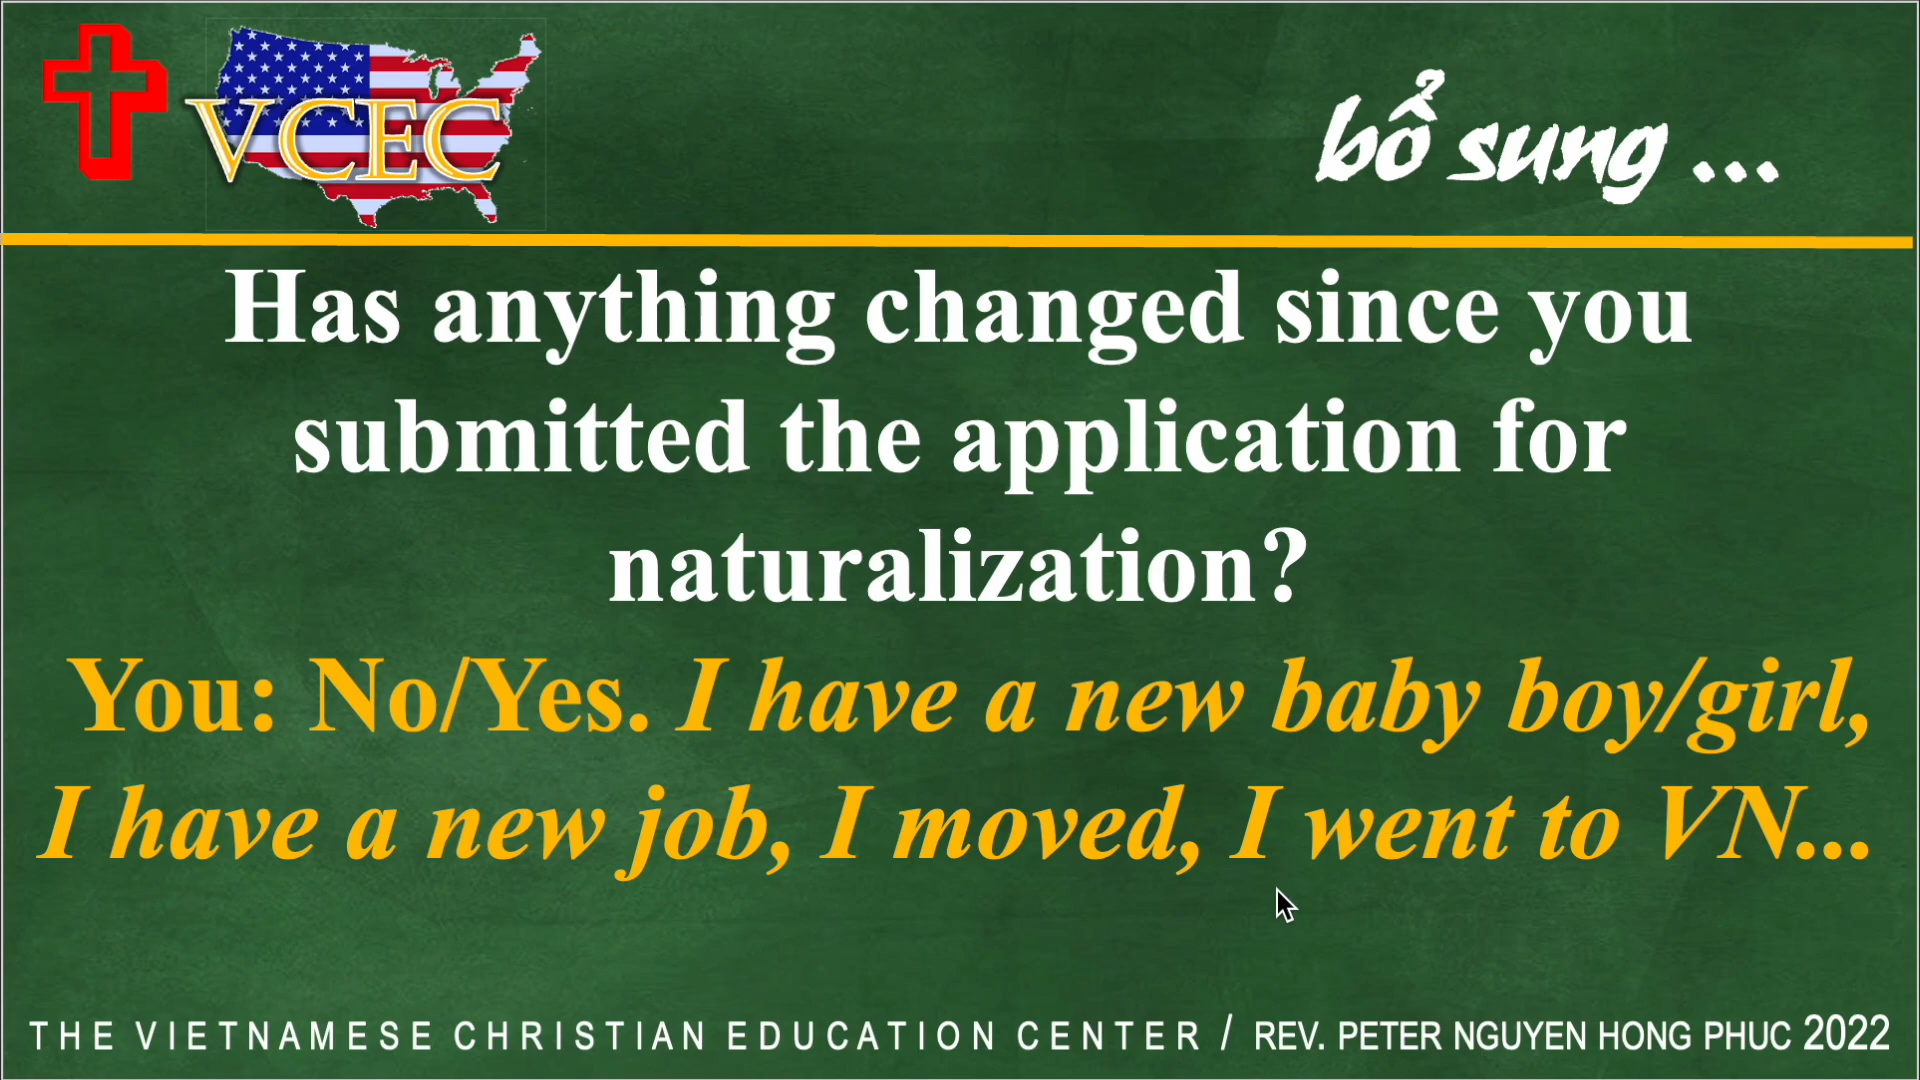 VCEC
bổ sung ...
Has anything changed since you
submitted the application for
naturalization?
You: No/Yes. I have a new baby boy/girl,
I have a new job, I moved, I went to VN...
THE VIETNAMESE CHRISTIAN EDUCATION CENTER / REV. PETER NGUYEN HONG PHUC 2022